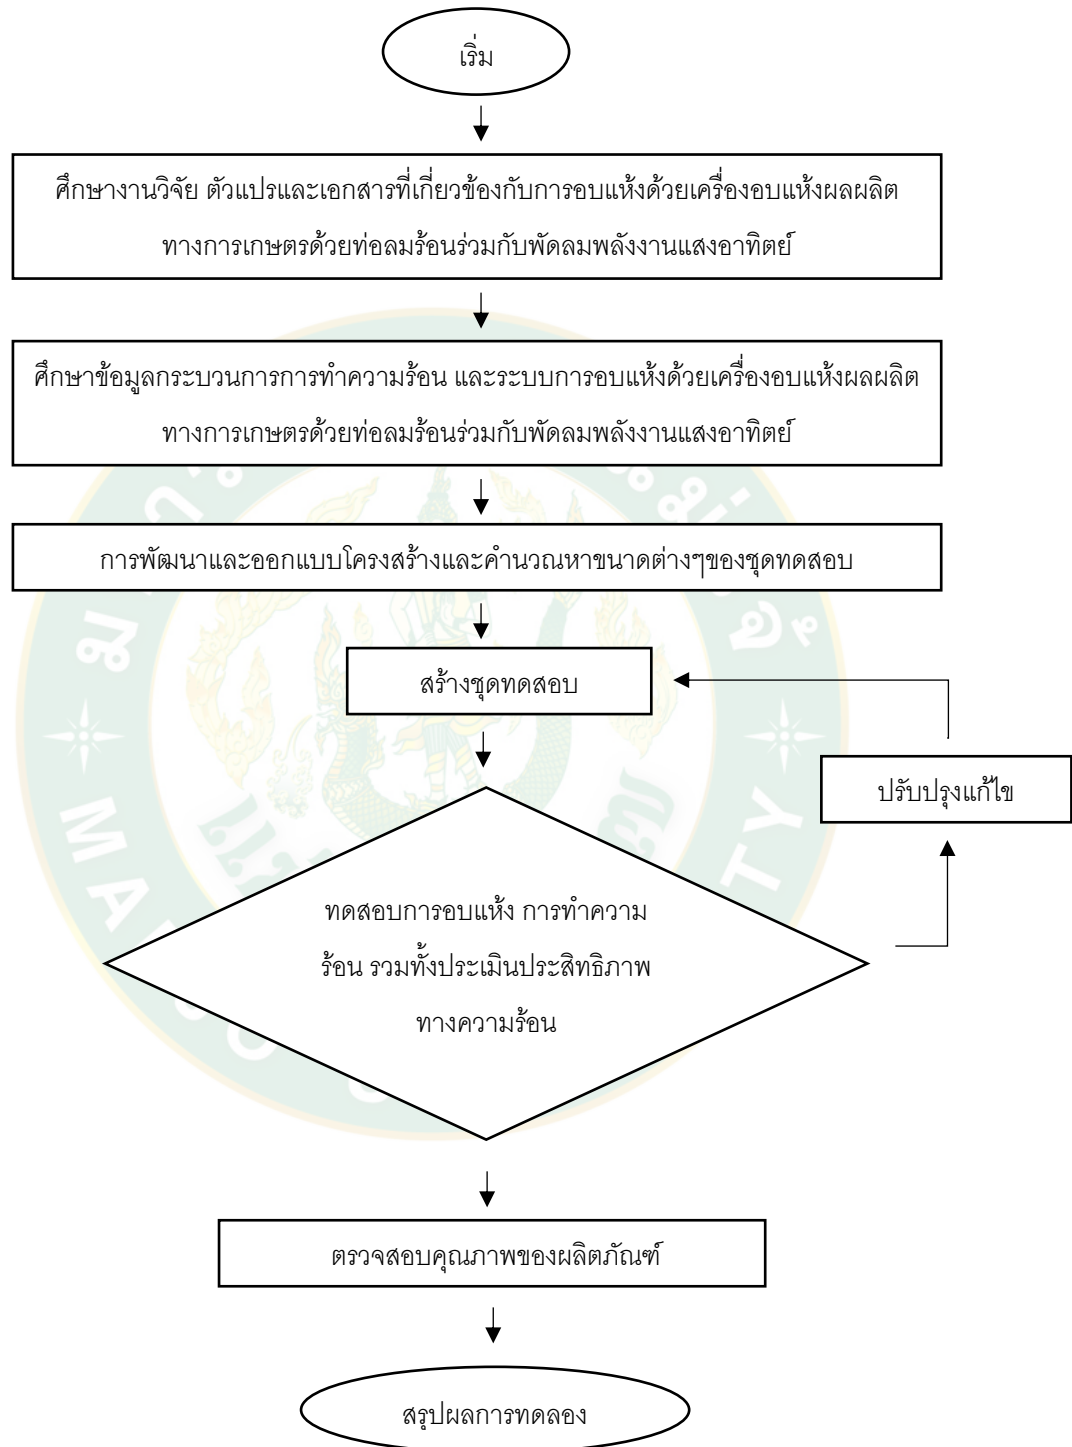 เริ่ม
ศึกษางานวิจัย ตัวแปรและเอกสารที่เกี่ยวข้องกับการอบแห้งด้วยเครื่องอบแห้งผลผลิต
ทางการเกษตรด้วยท่อลมร้อนร่วมกับพัดลมพลังงานแสงอาทิตย์
ศึกษาข้อมูลกระบวนการการทำความร้อน และระบบการอบแห้งด้วยเครื่องอบแห้งผลผลิต
ทางการเกษตรด้วยท่อลมร้อนร่วมกับพัดลมพลังงานแสงอาทิตย์
การพัฒนาและออกแบบโครงสร้างและคำนวณหาขนาดต่างๆของชุดทดสอบ
สร้างชุดทดสอบ
ปรับปรุงแก้ไข
ทดสอบการอบแห้ง การทำความ
ร้อน รวมทั้งประเมินประสิทธิภาพ
ทางความร้อน
ตรวจสอบคุณภาพของผลิตภัณฑ์
สรุปผลการทดลอง